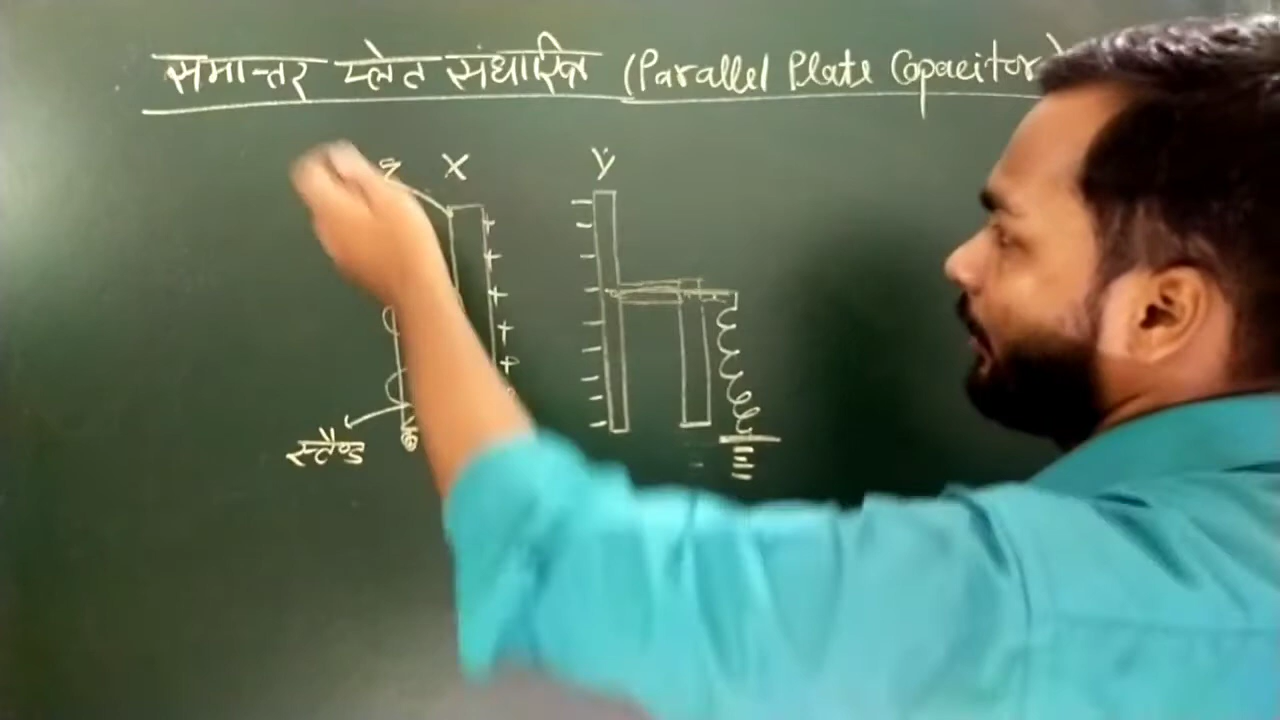 समान्तर प्लेट संधारित्र (Parallel Plate Capacitor)
X Y
स्टैण्ड